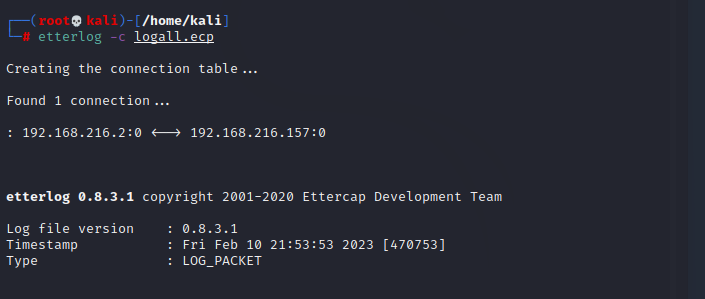 ┌──(root💀kali)-[/home/kali]
└─# etterlog -c logall.ecp
Creating the connection table...
Found 1 connection...
: 192.168.216.2:0 <--> 192.168.216.157:0
etterlog 0.8.3.1 copyright 2001-2020 Ettercap Development Team
Log file version    : 0.8.3.1
Timestamp           : Fri Feb 10 21:53:53 2023 [470753]
Type                : LOG_PACKET